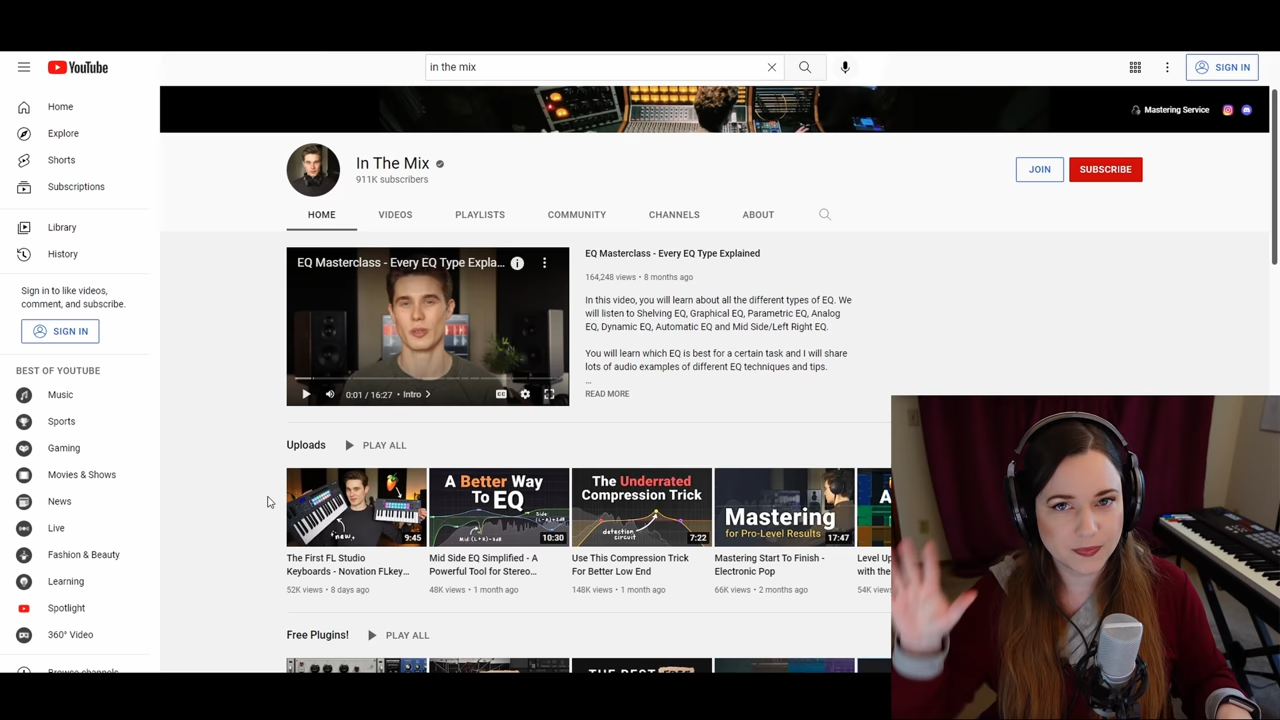 YouTube
in the mix
SIGN IN
Home
Explore
Shorts
Subscriptions
Library
History
Sign in to like videos,
comment, and subscribe.
SIGN IN
BEST OF YOUTUBE
Music
Sports
Gaming
Movies & Shows
News
Live
Fashion & Beauty
Learning
Spotlight
360° Video
Browse channels
Mastering Service
In The Mix
911K subscribers
JOIN
SUBSCRIBE
HOME
VIDEOS
PLAYLISTS
COMMUNITY
CHANNELS
ABOUT
EQ Masterclass - Every EQ Type Expla...
0:01 / 16:27 • Intro
EQ Masterclass - Every EQ Type Explained
164,248 views • 8 months ago
In this video, you will learn about all the different types of EQ. We
will listen to Shelving EQ, Graphical EQ, Parametric EQ, Analog
EQ, Dynamic EQ, Automatic EQ and Mid Side/Left Right EQ.
You will learn which EQ is best for a certain task and I will share
lots of audio examples of different EQ techniques and tips.
...
READ MORE
Uploads
PLAY ALL
new
9:45
The First FL Studio
Keyboards - Novation FLkey...
52K views • 8 days ago
A Better Way
To EQ
10:30
Mid Side EQ Simplified - A
Powerful Tool for Stereo...
48K views • 1 month ago
The Underrated
Compression Trick
detection
circuit
7:22
Use This Compression Trick
For Better Low End
148K views • 1 month ago
Mastering
for Pro-Level Results
17:47
Mastering Start To Finish -
Electronic Pop
66K views • 2 months ago
Level Up
with the
54K views
Free Plugins!
PLAY ALL